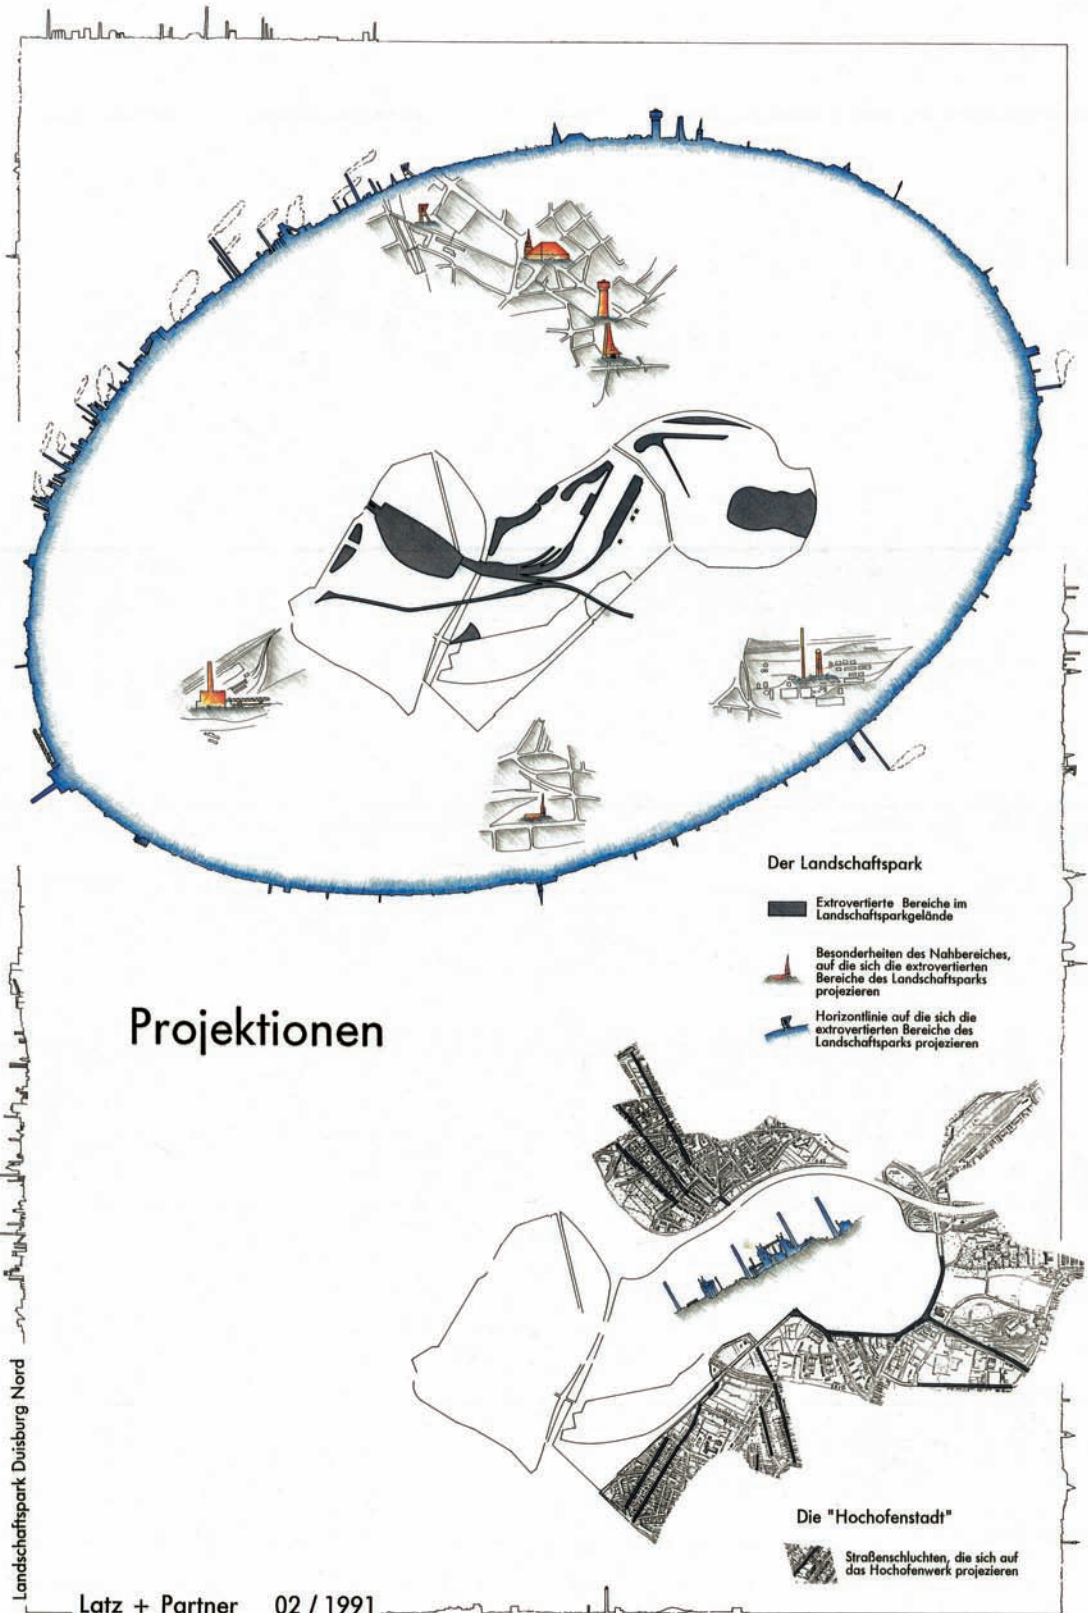 Der Landschaftspark
Extrovertierte Bereiche im
Landschaftsparkgelände
Besonderheiten des Nahbereiches,
auf die sich die extrovertierten
Bereiche des Landschaftsparks
projezieren
Horizontlinie auf die sich die
extrovertierten Bereiche des
Landschaftsparks projezieren
Projektionen
Die "Hochofenstadt"
Straßenschluchten, die sich auf
das Hochofenwerk projezieren
Landschaftspark Duisburg Nord
Latz + Partner 02 / 1991